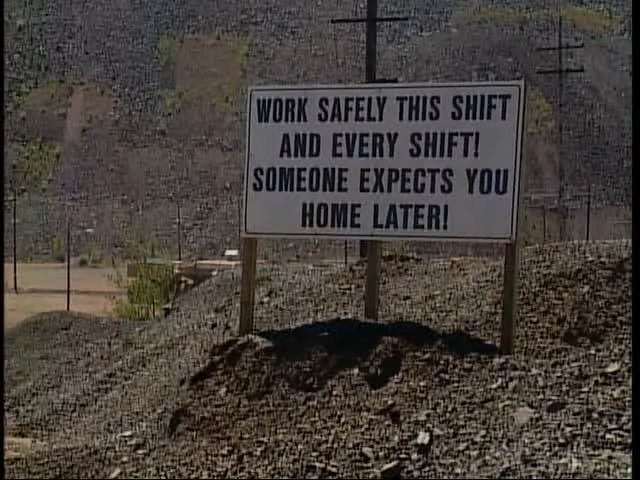 WORK SAFELY THIS SHIFT
AND EVERY SHIFT!
SOMEONE EXPECTS YOU
HOME LATER!